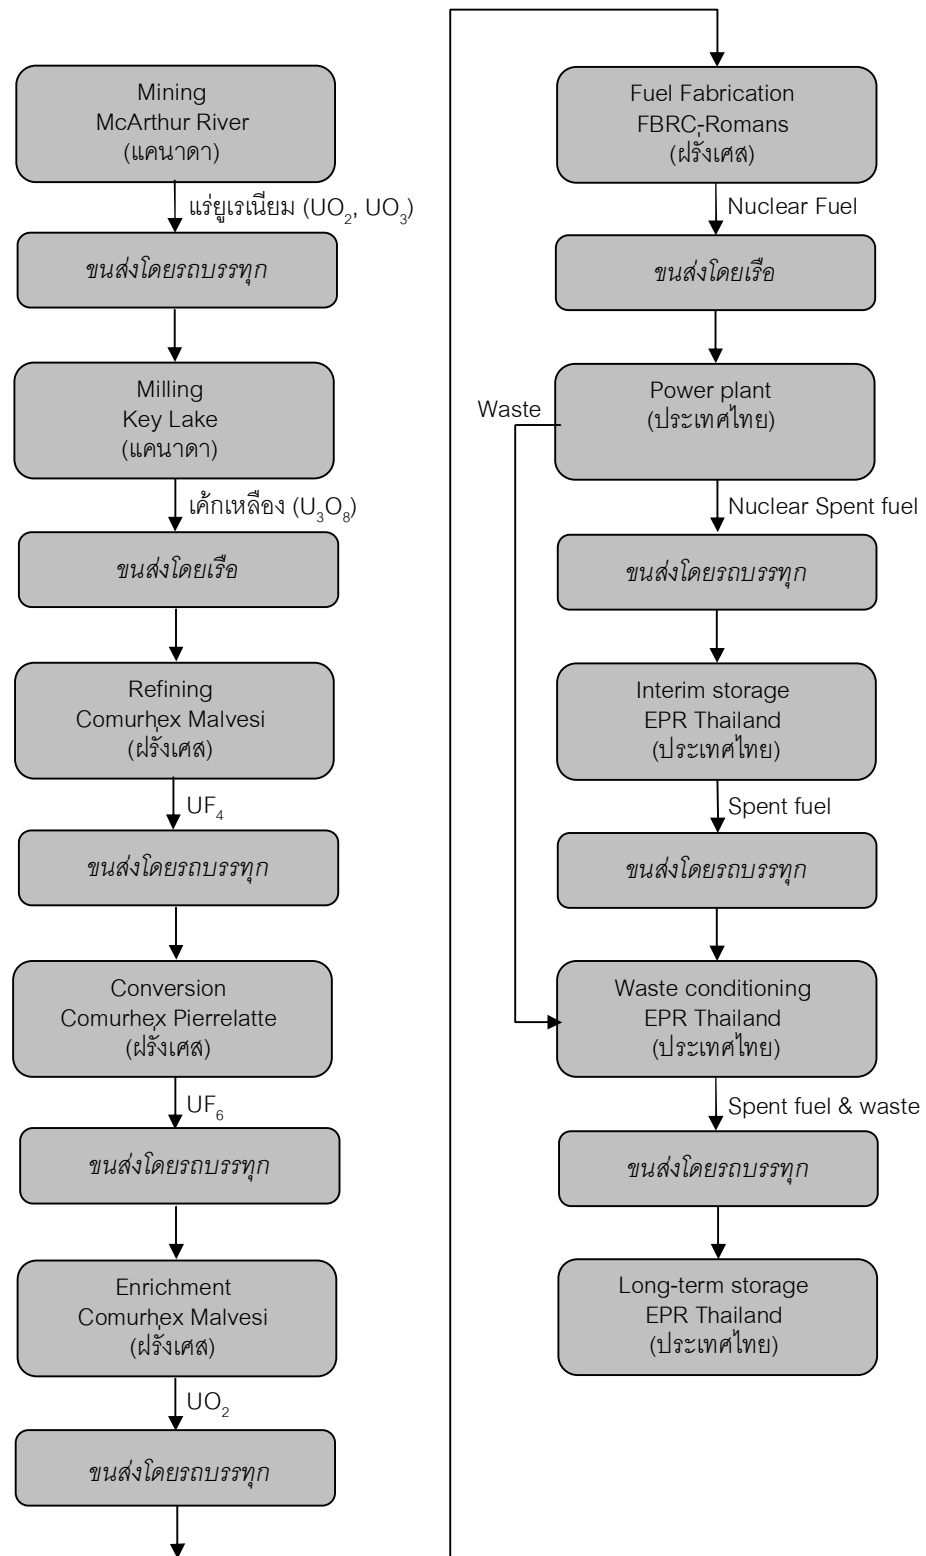 Mining
McArthur River
(แคนาดา)
แร่ยูเรเนียม (UO₂, UO₃)
ขนส่งโดยรถบรรทุก
Milling
Key Lake
(แคนาดา)
เค้กเหลือง (U₃O₈)
ขนส่งโดยเรือ
Refining
Comurhex Malvesi
(ฝรั่งเศส)
UF₄
ขนส่งโดยรถบรรทุก
Conversion
Comurhex Pierrelatte
(ฝรั่งเศส)
UF₆
ขนส่งโดยรถบรรทุก
Enrichment
Comurhex Malvesi
(ฝรั่งเศส)
UO₂
ขนส่งโดยรถบรรทุก
Fuel Fabrication
FBRC-Romans
(ฝรั่งเศส)
Nuclear Fuel
ขนส่งโดยเรือ
Power plant
(ประเทศไทย)
Waste
Nuclear Spent fuel
ขนส่งโดยรถบรรทุก
Interim storage
EPR Thailand
(ประเทศไทย)
Spent fuel
ขนส่งโดยรถบรรทุก
Waste conditioning
EPR Thailand
(ประเทศไทย)
Spent fuel & waste
ขนส่งโดยรถบรรทุก
Long-term storage
EPR Thailand
(ประเทศไทย)